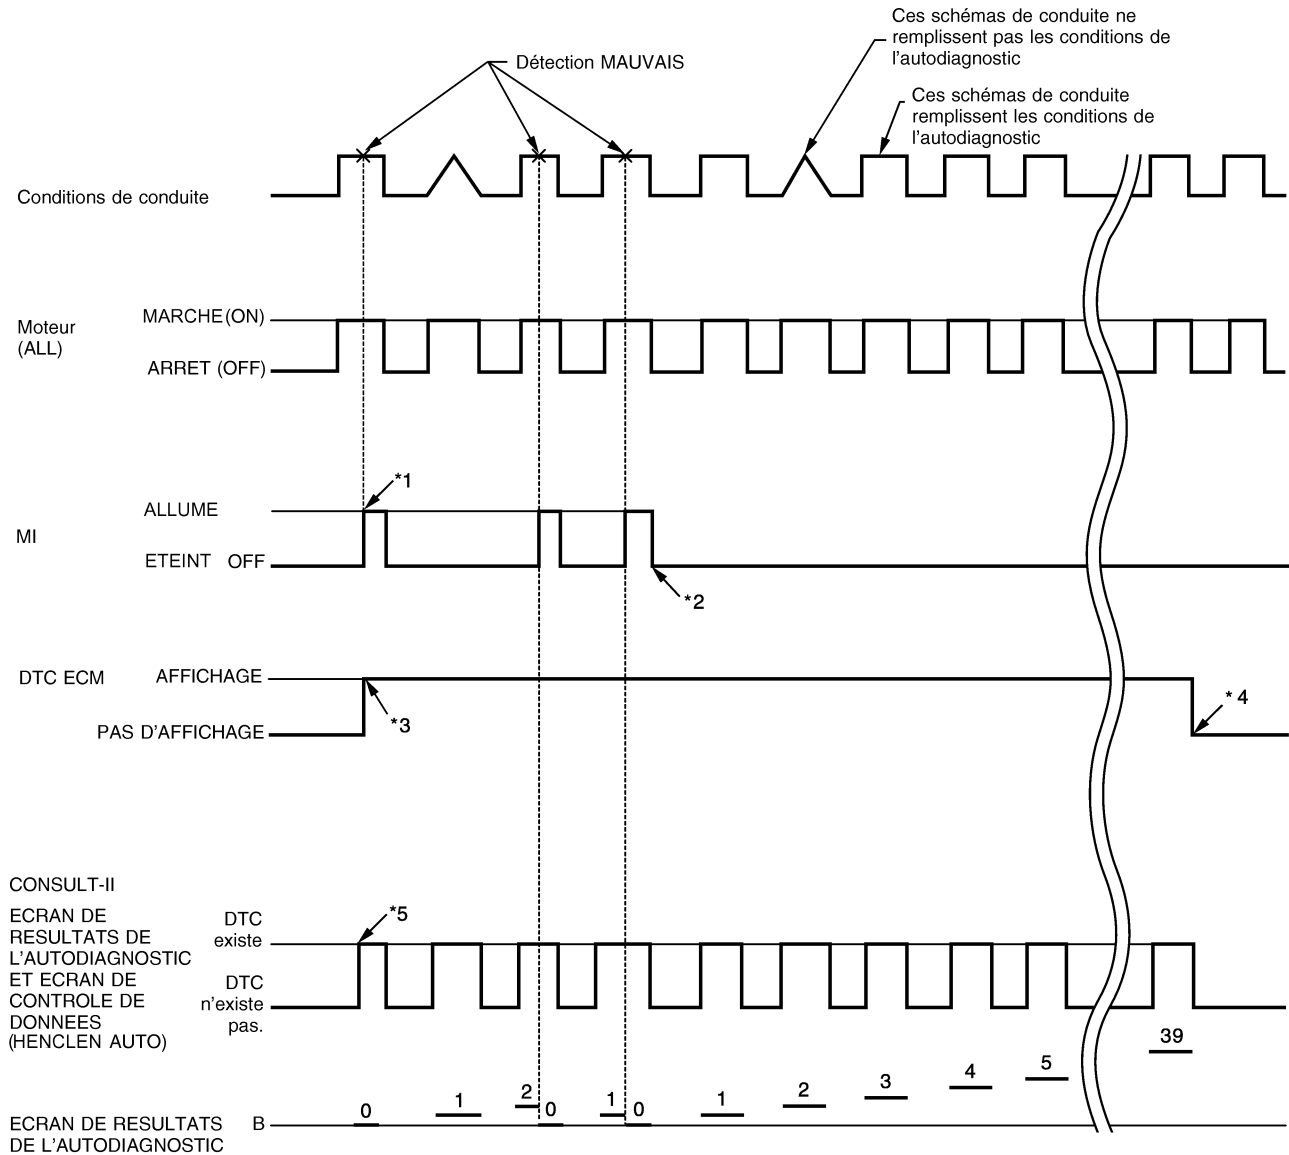 Ces schémas de conduite ne
remplissent pas les conditions de
l'autodiagnostic
Détection MAUVAIS
Ces schémas de conduite
remplissent les conditions de
l'autodiagnostic
Conditions de conduite
Moteur
(ALL)
MARCHE (ON)
ARRET (OFF)
*1
ALLUME
MI
ETEINT OFF
*2
DTC ECM
AFFICHAGE
*3
*4
PAS D'AFFICHAGE
CONSULT-II
ECRAN DE
RESULTATS DE
L'AUTODIAGNOSTIC
ET ECRAN DE
CONTROLE DE
DONNEES
(HENCLEN AUTO)
DTC
existe
*5
DTC
n'existe
pas.
ECRAN DE RESULTATS
DE L'AUTODIAGNOSTIC
B
0 1 2 0 1 0 1 2 3 4 5 39